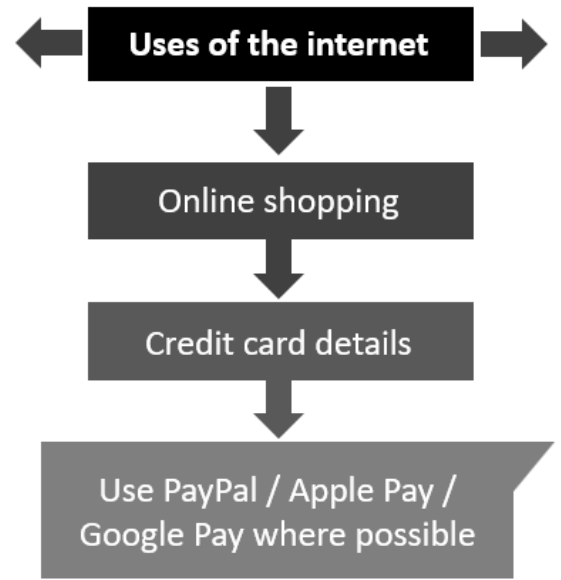 Uses of the internet
Online shopping
Credit card details
Use PayPal / Apple Pay /
Google Pay where possible